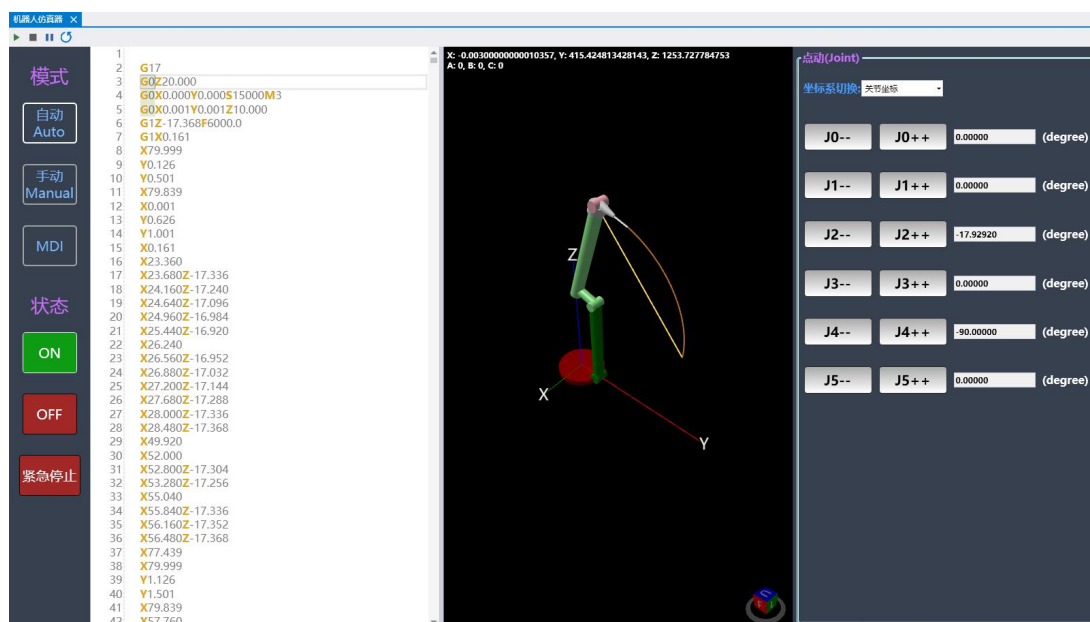 机器人仿真器 ×
模式
自动
Auto
手动
Manual
MDI
状态
ON
OFF
紧急停止
1
2 G17
3 G0Z20.000
4 G0X0.000Y0.000S15000M3
5 G0X0.001Y0.001Z10.000
6 G1Z-17.368F6000.0
7 G1X0.161
8 X79.999
9 Y0.126
10 Y0.501
11 X79.839
12 X0.001
13 Y0.626
14 Y1.001
15 X0.161
16 X23.360
17 X23.680Z-17.336
18 X24.160Z-17.240
19 X24.640Z-17.096
20 X24.960Z-16.984
21 X25.440Z-16.920
22 X26.240
23 X26.560Z-16.952
24 X26.880Z-17.032
25 X27.200Z-17.144
26 X27.680Z-17.288
27 X28.000Z-17.336
28 X28.480Z-17.368
29 X49.920
30 X52.000
31 X52.800Z-17.304
32 X53.280Z-17.256
33 X55.040
34 X55.840Z-17.336
35 X56.160Z-17.352
36 X56.480Z-17.368
37 X77.439
38 X79.999
39 Y1.126
40 Y1.501
41 X79.839
42 X57.760
X: -0.00300000000010357, Y: 415.424813428143, Z: 1253.727784753
A: 0, B: 0, C: 0
Z
X
Y
点动(Joint)
坐标系切换: 关节坐标
J0-- J0++ 0.00000 (degree)
J1-- J1++ 0.00000 (degree)
J2-- J2++ -17.92920 (degree)
J3-- J3++ 0.00000 (degree)
J4-- J4++ -90.00000 (degree)
J5-- J5++ 0.00000 (degree)